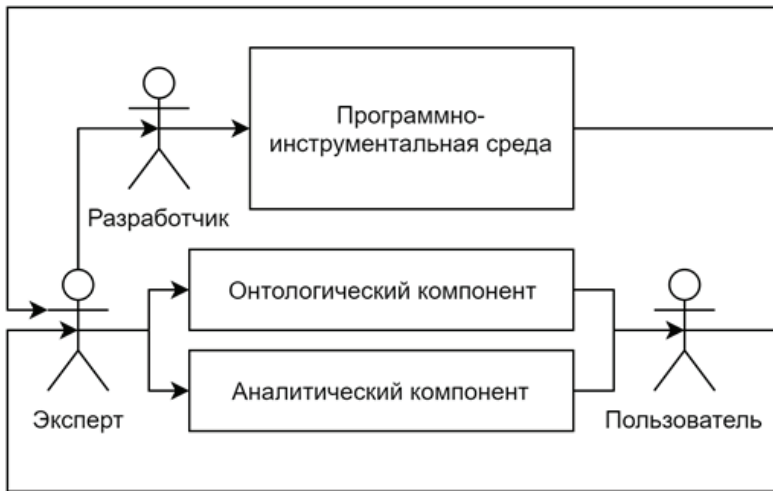 Программно-
инструментальная среда
Разработчик
Онтологический компонент
Аналитический компонент
Эксперт
Пользователь